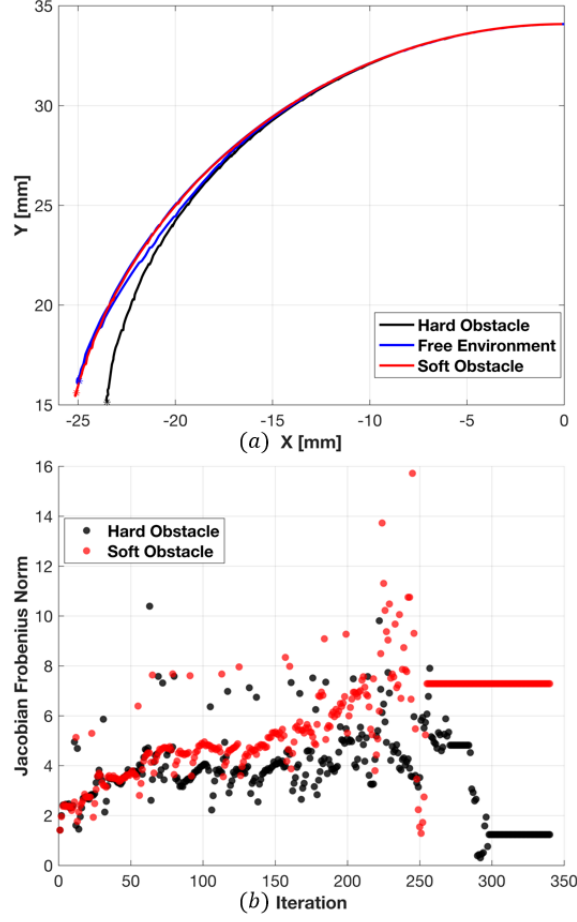 35
30
25
20
15
Y [mm]
Hard Obstacle
Free Environment
Soft Obstacle
-25 -20 -15 -10 -5 0
(a) X [mm]
16
14
12
10
8
6
4
2
0
Jacobian Frobenius Norm
Hard Obstacle
Soft Obstacle
0 50 100 150 200 250 300 350
(b) Iteration